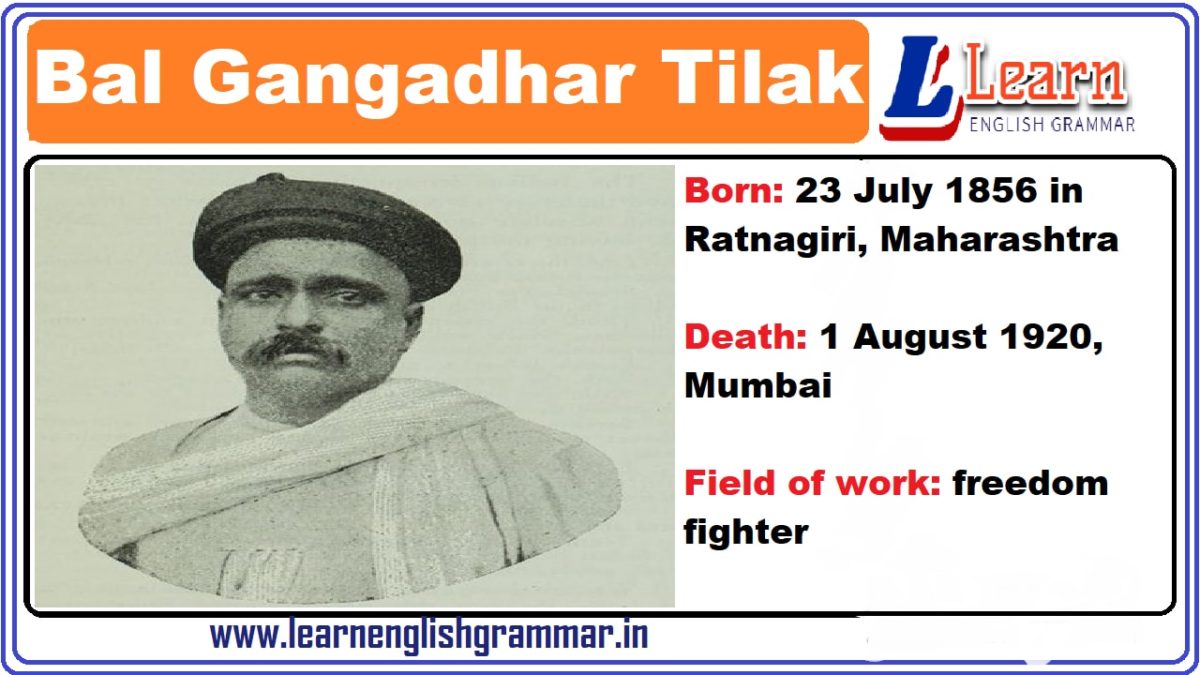 Bal Gangadhar Tilak
Learn
ENGLISH GRAMMAR
Born: 23 July 1856 in
Ratnagiri, Maharashtra
Death: 1 August 1920,
Mumbai
Field of work: freedom
fighter
www.learnenglishgrammar.in